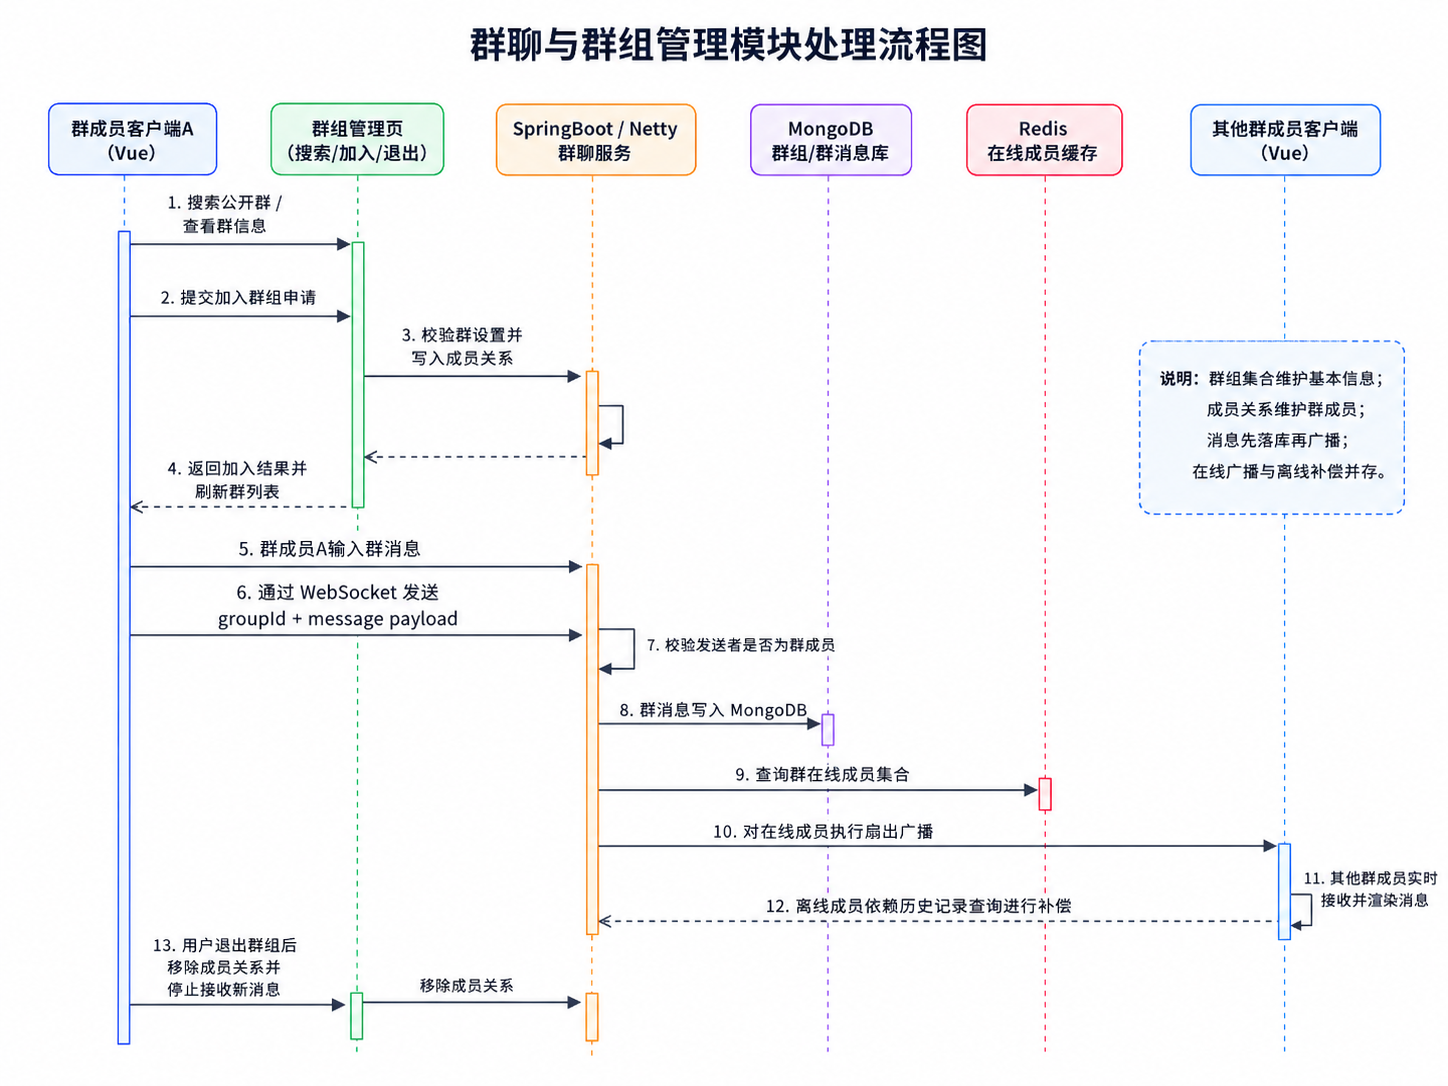 群聊与群组管理模块处理流程图
群成员客户端A
（Vue）
群组管理页
（搜索/加入/退出）
SpringBoot / Netty
群聊服务
MongoDB
群组/群消息库
Redis
在线成员缓存
其他群成员客户端
（Vue）
1. 搜索公开群 /
查看群信息
2. 提交加入群组申请
3. 校验群设置并
写入成员关系
说明：群组集合维护基本信息；
成员关系维护群成员；
消息先落库再广播；
在线广播与离线补偿并存。
4. 返回加入结果并
刷新群列表
5. 群成员A输入群消息
6. 通过 WebSocket 发送
groupId + message payload
7. 校验发送者是否为群成员
8. 群消息写入 MongoDB
9. 查询群在线成员集合
10. 对在线成员执行扇出广播
11. 其他群成员实时
接收并渲染消息
12. 离线成员依赖历史记录查询进行补偿
13. 用户退出群组后
移除成员关系并
停止接收新消息
移除成员关系